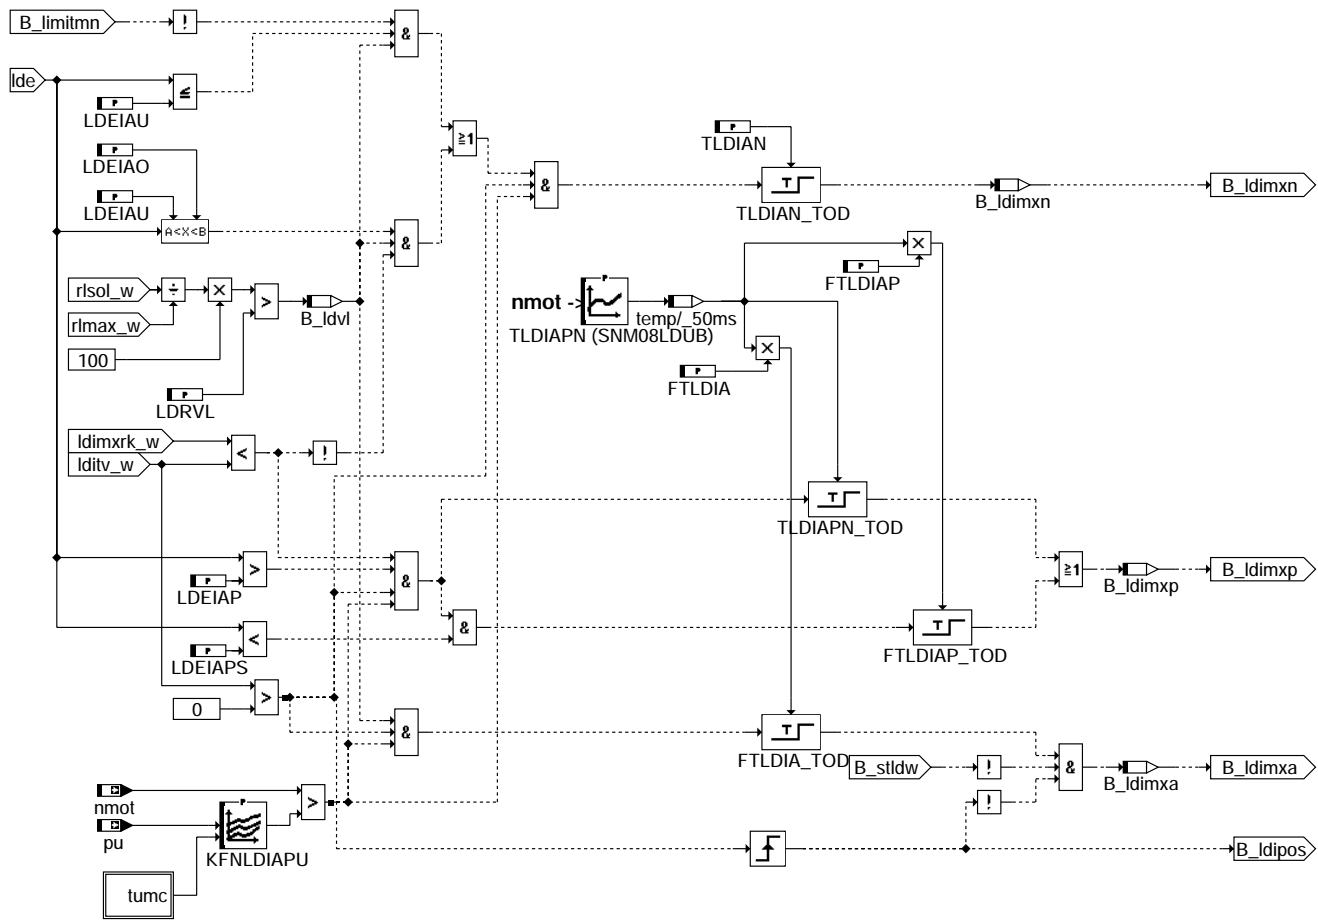 B_limitmn
!
&
lde
≤
P
LDEIAU
≥1
P
TLDIAN
P
LDEIAO
&
T
TLDIAN_TOD
B_ldimxn
B_ldimxn
P
LDEIAU
A<X<B
&
×
P
FTLDIAP
rlsol_w
÷
×
>
B_ldvl
nmot ->
P
TLDIAPN (SNM08LDUB)
temp/_50ms
rlmax_w
100
×
P
FTLDIA
P
LDRVL
ldimxrk_w
lditv_w
<
!
T
TLDIAPN_TOD
>
P
LDEIAP
&
≥1
B_ldimxp
B_ldimxp
<
P
LDEIAPS
&
T
FTLDIAP_TOD
>
0
&
T
FTLDIA_TOD
B_stldw
!
&
B_ldimxa
B_ldimxa
nmot
>
!
pu
P
KFNLDIAPU
B_ldipos
tumc